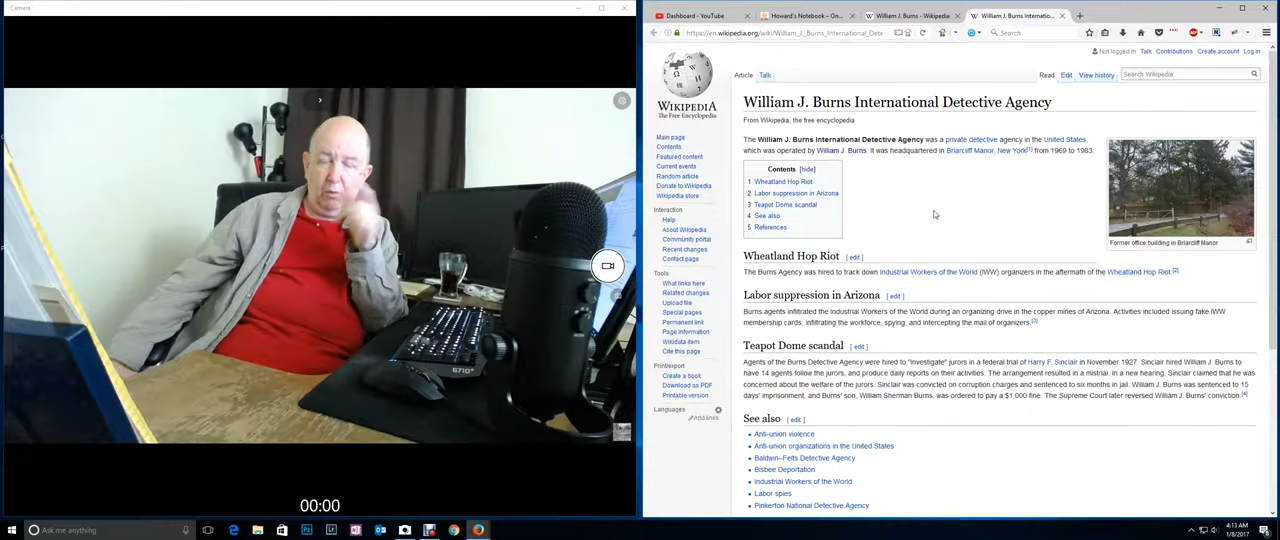 Camera
Dashboard - YouTube
Howard's Notebook – On...
William J. Burns - Wikipedia
William J. Burns Internatio...
https://en.wikipedia.org/wiki/William_J._Burns_International_Dete
Search
Not logged in Talk Contributions Create account Log in
Article Talk
Read Edit View history Search Wikipedia
WIKIPEDIA
The Free Encyclopedia
Main page
Contents
Featured content
Current events
Random article
Donate to Wikipedia
Wikipedia store
Interaction
Help
About Wikipedia
Community portal
Recent changes
Contact page
Tools
What links here
Related changes
Upload file
Special pages
Permanent link
Page information
Wikidata item
Cite this page
Print/export
Create a book
Download as PDF
Printable version
Languages
Add links
William J. Burns International Detective Agency
From Wikipedia, the free encyclopedia
The William J. Burns International Detective Agency was a private detective agency in the United States,
which was operated by William J. Burns. It was headquartered in Briarcliff Manor, New York[1] from 1969 to 1983.
Contents [hide]
1 Wheatland Hop Riot
2 Labor suppression in Arizona
3 Teapot Dome scandal
4 See also
5 References
Former office building in Briarcliff Manor
Wheatland Hop Riot [ edit ]
The Burns Agency was hired to track down Industrial Workers of the World (IWW) organizers in the aftermath of the Wheatland Hop Riot.[2]
Labor suppression in Arizona [ edit ]
Burns agents infiltrated the Industrial Workers of the World during an organizing drive in the copper mines of Arizona. Activities included issuing fake IWW
membership cards, infiltrating the workforce, spying, and intercepting the mail of organizers.[3]
Teapot Dome scandal [ edit ]
Agents of the Burns Detective Agency were hired to "investigate" jurors in a federal trial of Harry F. Sinclair in November 1927. Sinclair hired William J. Burns to
have 14 agents follow the jurors, and produce daily reports on their activities. The arrangement resulted in a mistrial. In a new hearing, Sinclair claimed that he was
concerned about the welfare of the jurors. Sinclair was convicted on corruption charges and sentenced to six months in jail. William J. Burns was sentenced to 15
days' imprisonment, and Burns' son, William Sherman Burns, was ordered to pay a $1,000 fine. The Supreme Court later reversed William J. Burns' conviction.[4]
See also [ edit ]
Anti-union violence
Anti-union organizations in the United States
Baldwin–Felts Detective Agency
Bisbee Deportation
Industrial Workers of the World
Labor spies
Pinkerton National Detective Agency
G710+
00:00
Ask me anything
4:13 AM
1/8/2017